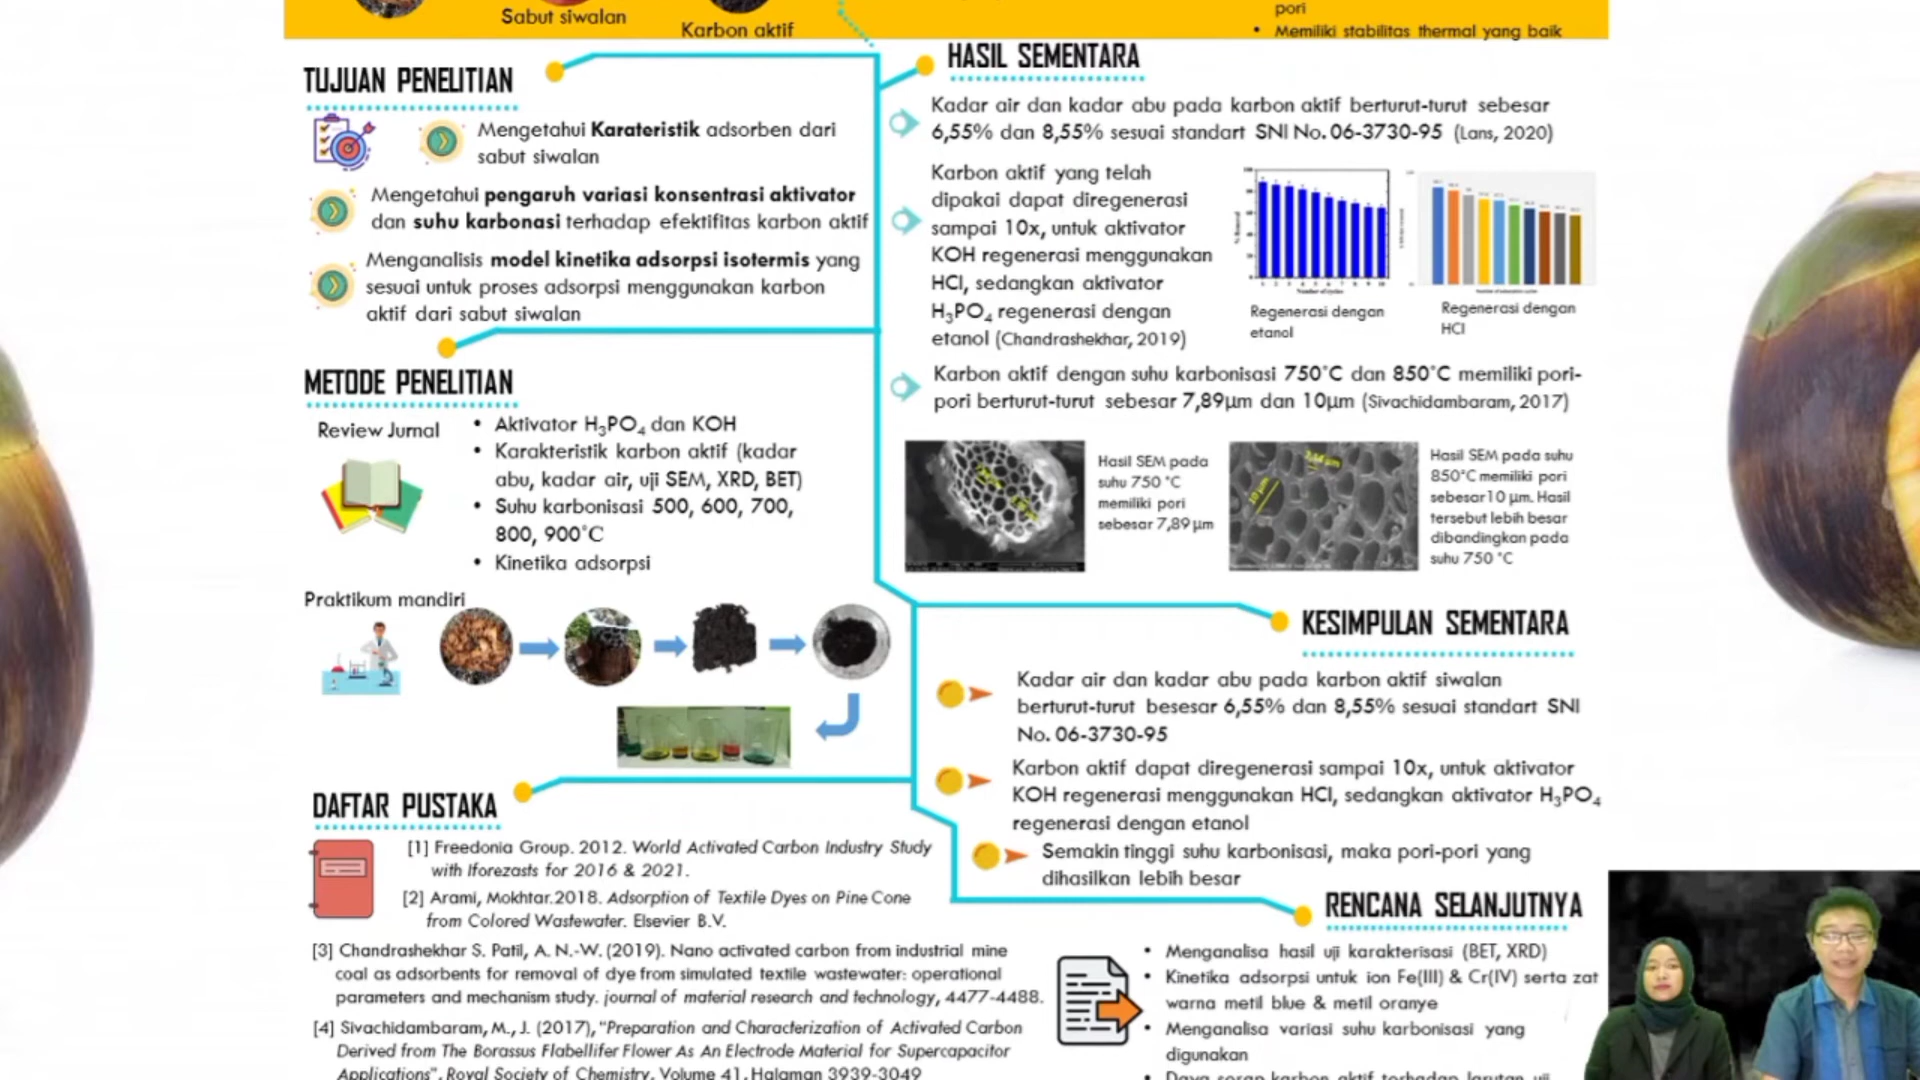 Sabut siwalan
Karbon aktif
pori
• Memiliki stabilitas thermal yang baik
TUJUAN PENELITIAN
Mengetahui Karateristik adsorben dari
sabut siwalan
Mengetahui pengaruh variasi konsentrasi aktivator
dan suhu karbonasi terhadap efektifitas karbon aktif
Menganalisis model kinetika adsorpsi isotermis yang
sesuai untuk proses adsorpsi menggunakan karbon
aktif dari sabut siwalan
METODE PENELITIAN
Review Jurnal
• Aktivator H₃PO₄ dan KOH
• Karakteristik karbon aktif (kadar
abu, kadar air, uji SEM, XRD, BET)
• Suhu karbonisasi 500, 600, 700,
800, 900˚C
• Kinetika adsorpsi
Praktikum mandiri
DAFTAR PUSTAKA
[1] Freedonia Group. 2012. World Activated Carbon Industry Study
with Iforezasts for 2016 & 2021.
[2] Arami, Mokhtar.2018. Adsorption of Textile Dyes on Pine Cone
from Colored Wastewater. Elsevier B.V.
[3] Chandrashekhar S. Patil, A. N.-W. (2019). Nano activated carbon from industrial mine
coal as adsorbents for removal of dye from simulated textile wastewater: operational
parameters and mechanism study. journal of material research and technology, 4477-4488.
[4] Sivachidambaram, M., J. (2017), "Preparation and Characterization of Activated Carbon
Derived from The Borassus Flabellifer Flower As An Electrode Material for Supercapacitor
Applications", Royal Society of Chemistry, Volume 41, Halaman 3939-3049
HASIL SEMENTARA
Kadar air dan kadar abu pada karbon aktif berturut-turut sebesar
6,55% dan 8,55% sesuai standart SNI No. 06-3730-95 (Lans, 2020)
Karbon aktif yang telah
dipakai dapat diregenerasi
sampai 10x, untuk aktivator
KOH regenerasi menggunakan
HCl, sedangkan aktivator
H₃PO₄ regenerasi dengan
etanol (Chandrashekhar, 2019)
Regenerasi dengan
etanol
Regenerasi dengan
HCl
Karbon aktif dengan suhu karbonisasi 750˚C dan 850˚C memiliki pori-
pori berturut-turut sebesar 7,89µm dan 10µm (Sivachidambaram, 2017)
Hasil SEM pada
suhu 750 ˚C
memiliki pori
sebesar 7,89 µm
10 µm
Hasil SEM pada suhu
850˚C memiliki pori
sebesar 10 µm. Hasil
tersebut lebih besar
dibandingkan pada
suhu 750 ˚C
KESIMPULAN SEMENTARA
Kadar air dan kadar abu pada karbon aktif siwalan
berturut-turut besesar 6,55% dan 8,55% sesuai standart SNI
No. 06-3730-95
Karbon aktif dapat diregenerasi sampai 10x, untuk aktivator
KOH regenerasi menggunakan HCl, sedangkan aktivator H₃PO₄
regenerasi dengan etanol
Semakin tinggi suhu karbonisasi, maka pori-pori yang
dihasilkan lebih besar
RENCANA SELANJUTNYA
• Menganalisa hasil uji karakterisasi (BET, XRD)
• Kinetika adsorpsi untuk ion Fe(III) & Cr(IV) serta zat
warna metil blue & metil oranye
• Menganalisa variasi suhu karbonisasi yang
digunakan
• Daya serap karbon aktif terhadap larutan uji